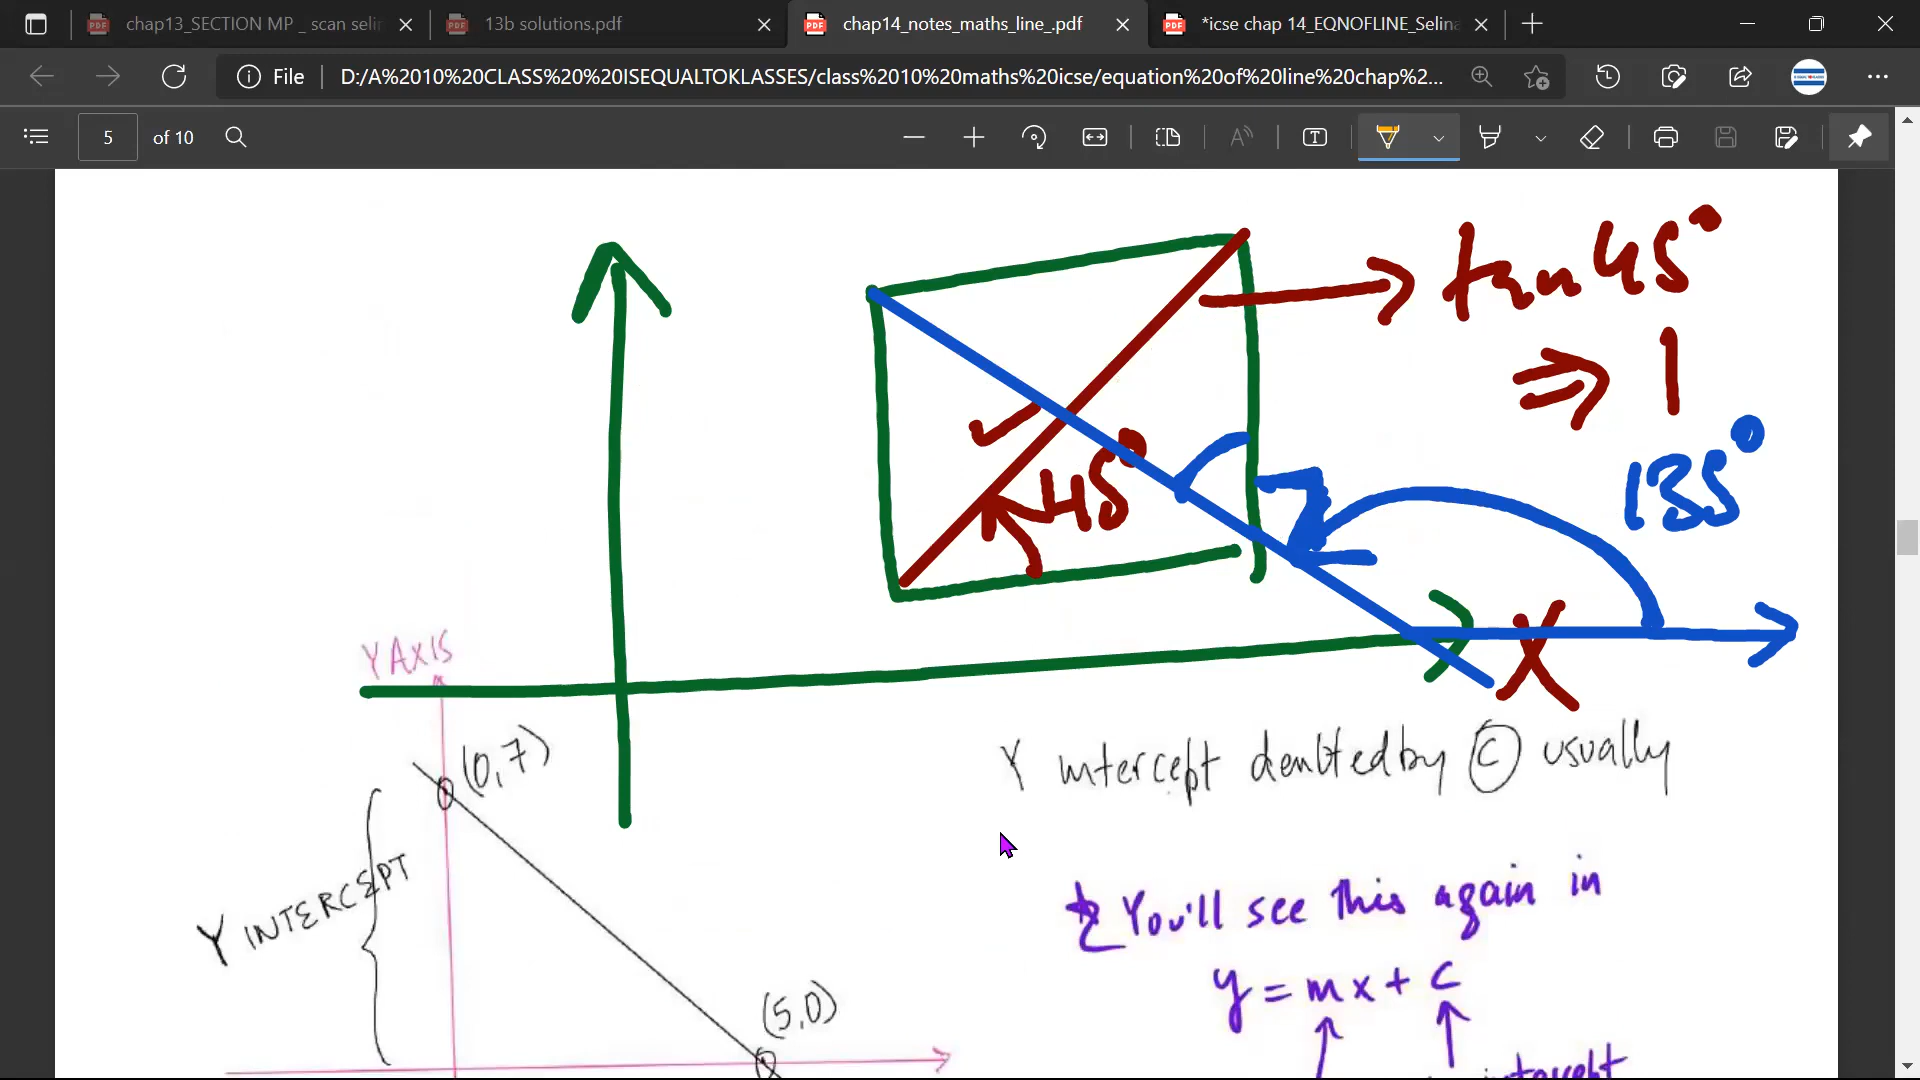 chap13_SECTION MP _ scan seli
13b solutions.pdf
chap14_notes_maths_line_.pdf
*icse chap 14_EQNOFLINE_Selina
File
D:/A%2010%20CLASS%20%20ISEQUALTOKLASSES/class%2010%20maths%20icse/equation%20of%20line%20chap%2...
5 of 10
tan 45°
⇒ 1
45°
135°
X
Y AXIS
(0,7)
Y INTERCEPT
(5,0)
Y intercept denoted by C usually
You'll see this again in
y = mx + c